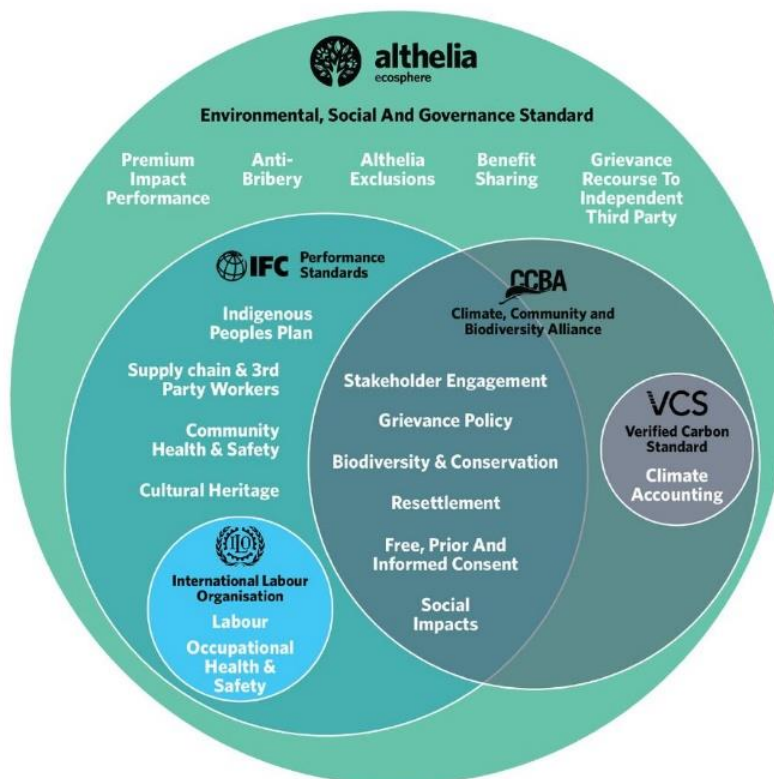 althelia
ecosphere
Environmental, Social And Governance Standard
Premium
Impact
Performance
Anti-
Bribery
Althelia
Exclusions
Benefit
Sharing
Grievance
Recourse To
Independent
Third Party
IFC
Performance
Standards
Indigenous
Peoples Plan
Supply chain & 3rd
Party Workers
Community
Health & Safety
Cultural Heritage
ILO
International Labour
Organisation
Labour
Occupational
Health &
Safety
CCBA
Climate, Community and
Biodiversity Alliance
Stakeholder Engagement
Grievance Policy
Biodiversity & Conservation
Resettlement
Free, Prior And
Informed Consent
Social
Impacts
VCS
Verified Carbon
Standard
Climate
Accounting